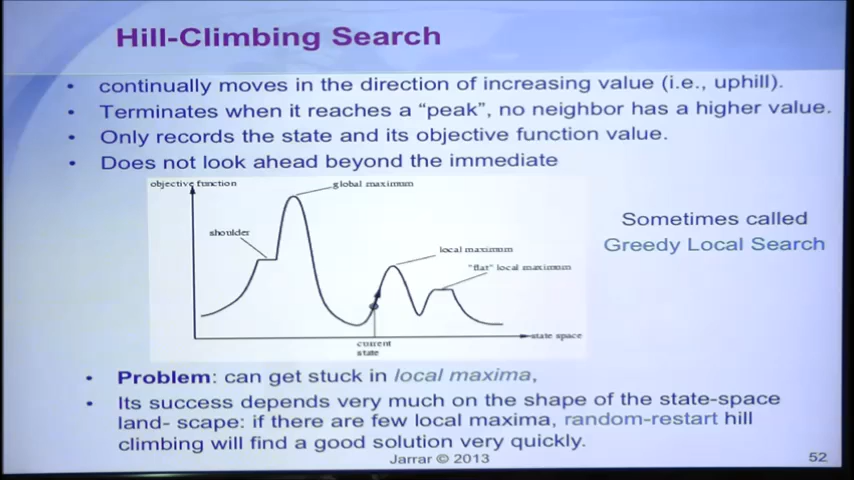 Hill-Climbing Search
• continually moves in the direction of increasing value (i.e., uphill).
• Terminates when it reaches a “peak”, no neighbor has a higher value.
• Only records the state and its objective function value.
• Does not look ahead beyond the immediate
objective function
global maximum
shoulder
local maximum
"flat" local maximum
current
state
state space
Sometimes called
Greedy Local Search
• Problem: can get stuck in local maxima,
• Its success depends very much on the shape of the state-space
land- scape: if there are few local maxima, random-restart hill
climbing will find a good solution very quickly.
Jarrar © 2013
52